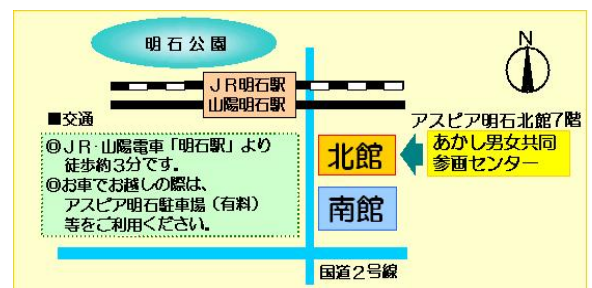 明石公園
N
JR明石駅
山陽明石駅
■交通
◎JR・山陽電車「明石駅」より
徒歩約3分です.
◎お車でお越しの際は、
アスピア明石駐車場(有料)
等をご利用ください.
アスピア明石北館7階
あかし男女共同
参画センター
北館
南館
国道2号線